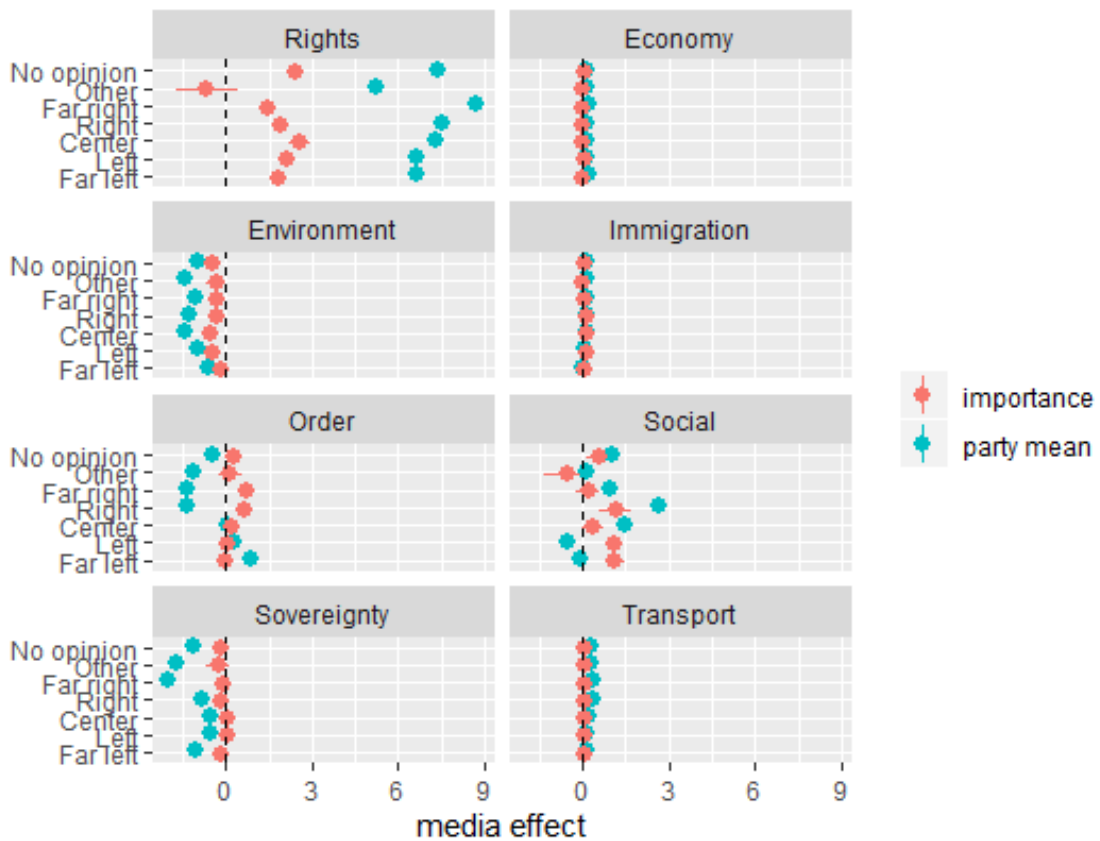 Rights
Economy
No opinion
Other
Far right
Right
Center
Left
Far left
Environment
Immigration
No opinion
Other
Far right
Right
Center
Left
Far left
Order
Social
No opinion
Other
Far right
Right
Center
Left
Far left
Sovereignty
Transport
No opinion
Other
Far right
Right
Center
Left
Far left
0 3 6 9 0 3 6 9
media effect
importance
party mean